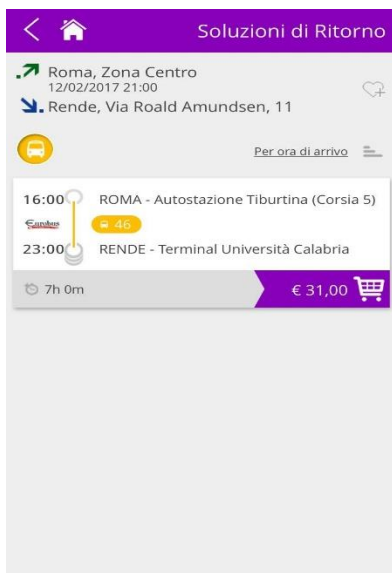 Soluzioni di Ritorno
Roma, Zona Centro
12/02/2017 21:00
Rende, Via Roald Amundsen, 11
Per ora di arrivo
16:00 ROMA - Autostazione Tiburtina (Corsia 5)
Eurobus 46
23:00 RENDE - Terminal Università Calabria
7h 0m € 31,00